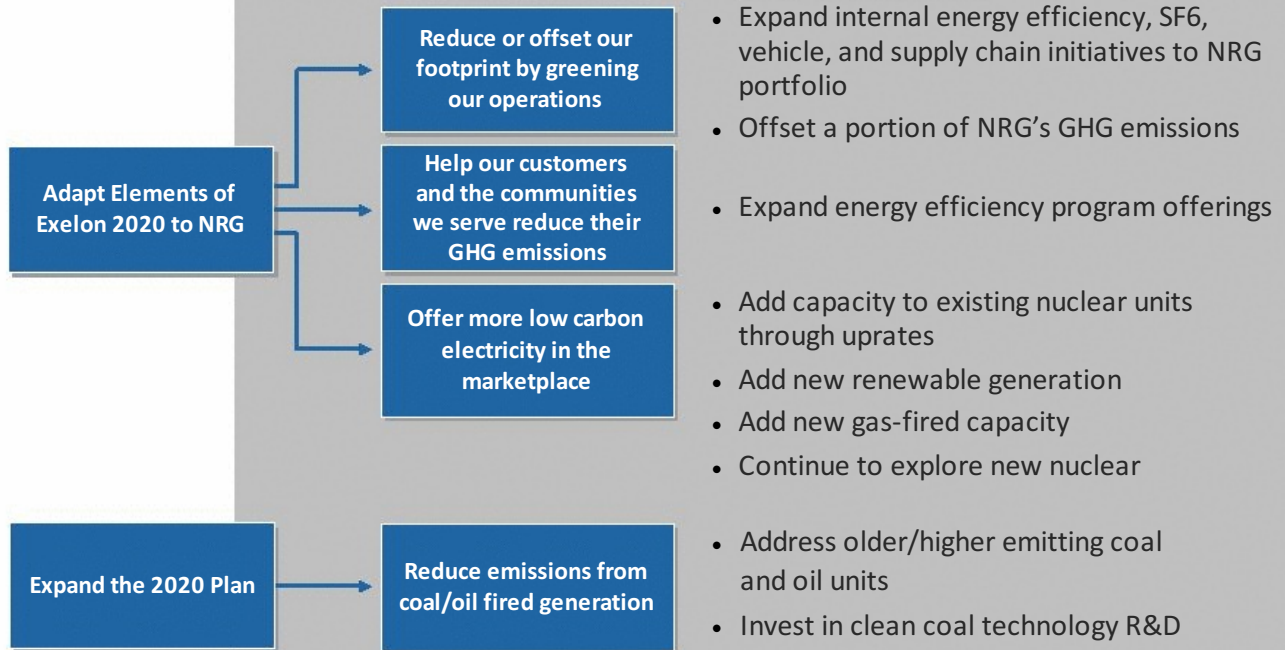 Adapt Elements of
Exelon 2020 to NRG
Reduce or offset our
footprint by greening
our operations
• Expand internal energy efficiency, SF6,
vehicle, and supply chain initiatives to NRG
portfolio
• Offset a portion of NRG’s GHG emissions
Help our customers
and the communities
we serve reduce their
GHG emissions
• Expand energy efficiency program offerings
Offer more low carbon
electricity in the
marketplace
• Add capacity to existing nuclear units
through uprates
• Add new renewable generation
• Add new gas-fired capacity
• Continue to explore new nuclear
Expand the 2020 Plan
Reduce emissions from
coal/oil fired generation
• Address older/higher emitting coal
and oil units
• Invest in clean coal technology R&D